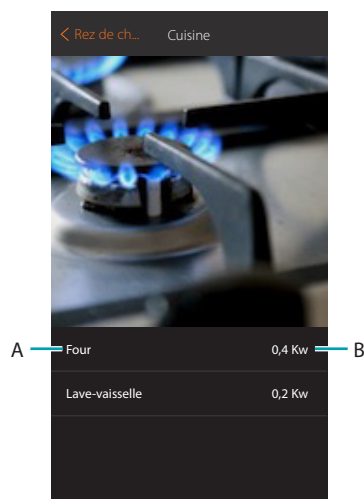 < Rez de ch... Cuisine
A Four 0,4 Kw B
Lave-vaisselle 0,2 Kw